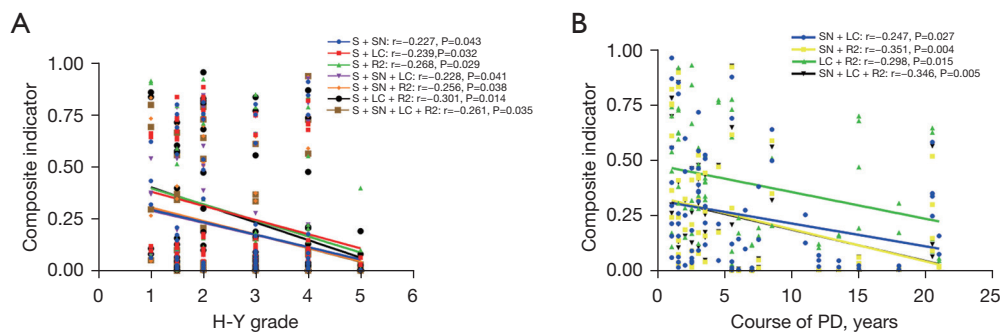 A
S + SN: r=−0.227, P=0.043
S + LC: r=−0.239,P=0.032
S + R2: r=−0.268, P=0.029
S + SN + LC: r=−0.228, P=0.041
S + SN + R2: r=−0.256, P=0.038
S + LC + R2: r=−0.301, P=0.014
S + SN + LC + R2: r=−0.261, P=0.035
Composite indicator
1.00
0.75
0.50
0.25
0.00
0 1 2 3 4 5 6
H-Y grade
B
SN + LC: r=−0.247, P=0.027
SN + R2: r=−0.351, P=0.004
LC + R2: r=−0.298, P=0.015
SN + LC + R2: r=−0.346, P=0.005
Composite indicator
1.00
0.75
0.50
0.25
0.00
0 5 10 15 20 25
Course of PD, years